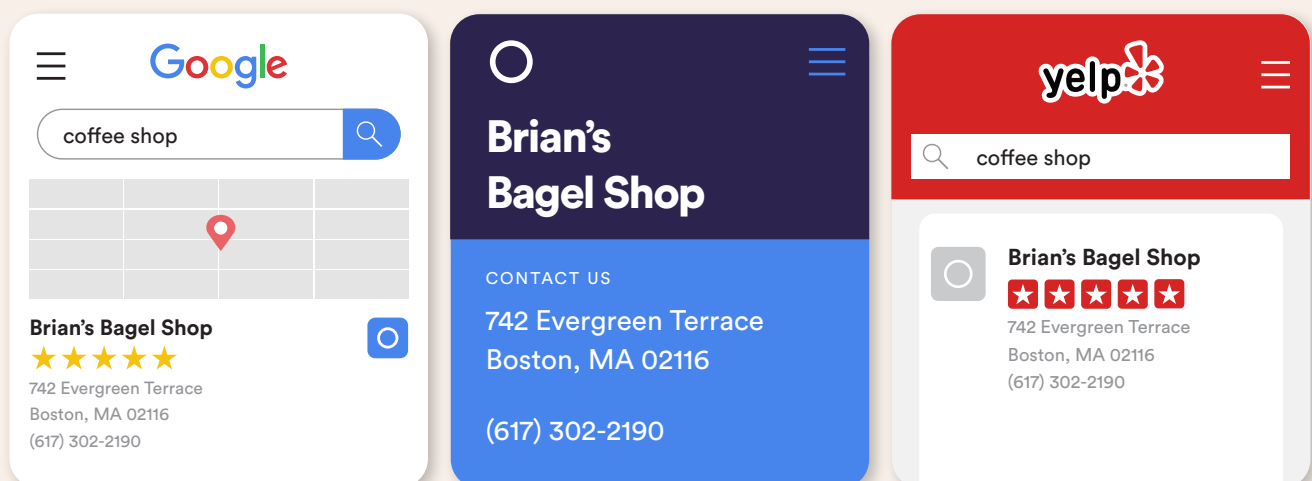 Google
coffee shop
Brian’s Bagel Shop
742 Evergreen Terrace
Boston, MA 02116
(617) 302-2190
Brian’s
Bagel Shop
CONTACT US
742 Evergreen Terrace
Boston, MA 02116
(617) 302-2190
yelp
coffee shop
Brian’s Bagel Shop
742 Evergreen Terrace
Boston, MA 02116
(617) 302-2190